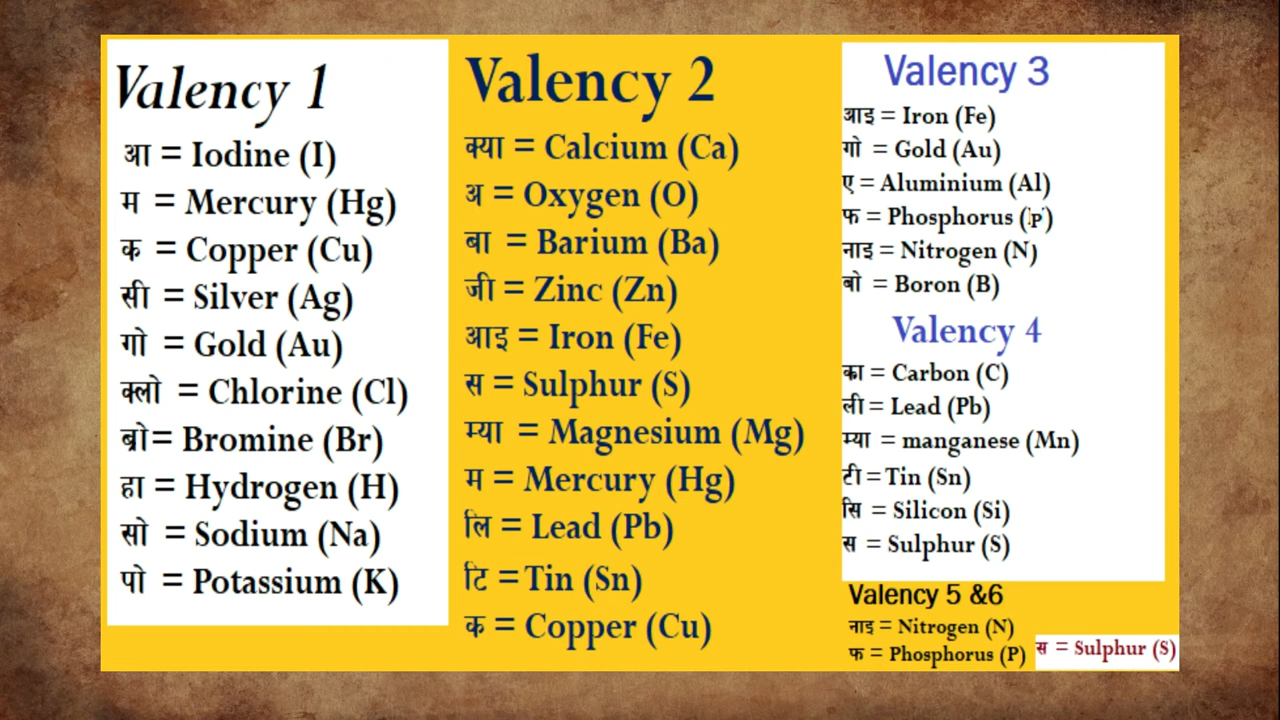 Valency 1
आ = Iodine (I)
म = Mercury (Hg)
क = Copper (Cu)
सी = Silver (Ag)
गो = Gold (Au)
क्लो = Chlorine (Cl)
ब्रो= Bromine (Br)
हा = Hydrogen (H)
सो = Sodium (Na)
पो = Potassium (K)
Valency 2
क्या = Calcium (Ca)
अ = Oxygen (O)
बा = Barium (Ba)
जी = Zinc (Zn)
आइ = Iron (Fe)
स = Sulphur (S)
म्या = Magnesium (Mg)
म = Mercury (Hg)
लि = Lead (Pb)
टि = Tin (Sn)
क = Copper (Cu)
Valency 3
आइ = Iron (Fe)
गो = Gold (Au)
ए = Aluminium (Al)
फ = Phosphorus (P)
नाइ = Nitrogen (N)
बो = Boron (B)
Valency 4
का = Carbon (C)
ली = Lead (Pb)
म्या = manganese (Mn)
टी = Tin (Sn)
सि = Silicon (Si)
स = Sulphur (S)
Valency 5 &6
नाइ = Nitrogen (N)
फ = Phosphorus (P)
स = Sulphur (S)